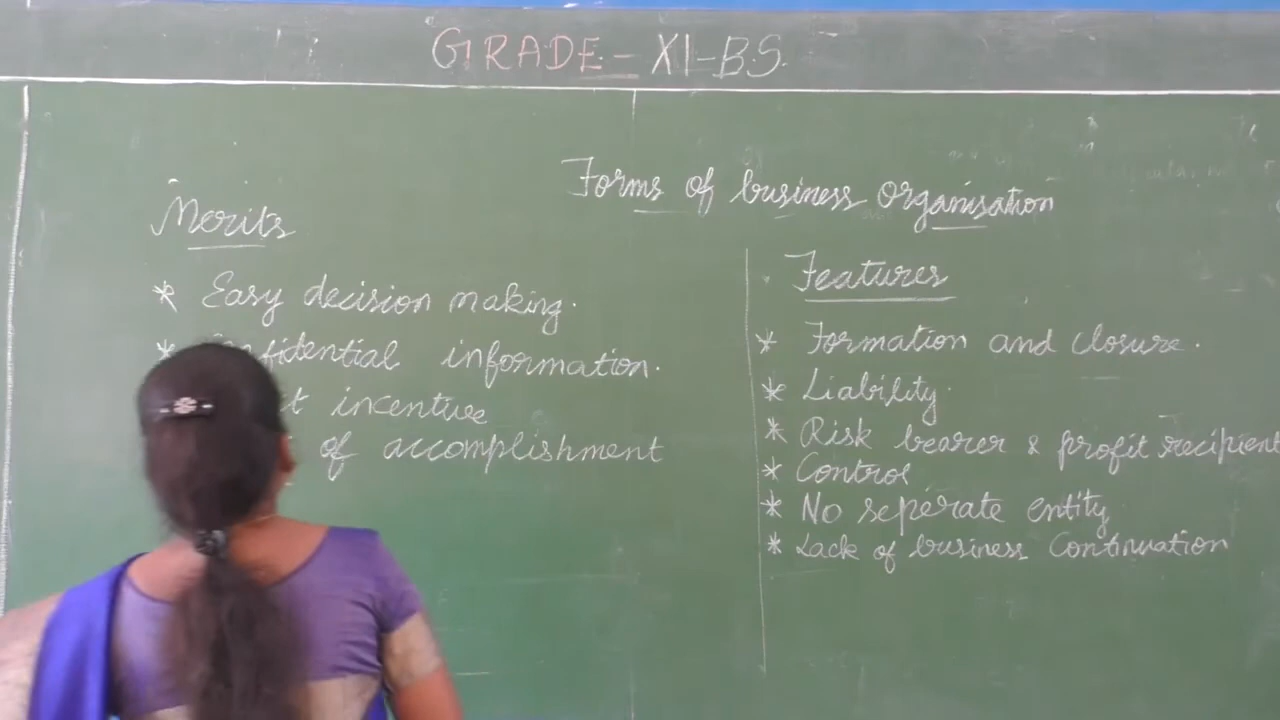 GRADE - XI-B.S.
Forms of business organisation
Merits
* Easy decision making.
* Confidential information.
incentive
of accomplishment
Features
* Formation and closure.
* Liability.
* Risk bearer & profit recipient
* Control
* No seperate entity
* Lack of business Continuation